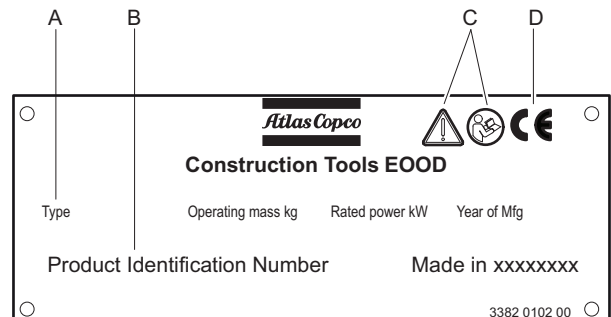 A B C D
Atlas Copco
Construction Tools EOOD
Type Operating mass kg Rated power kW Year of Mfg
Product Identification Number Made in xxxxxxxx
3382 0102 00